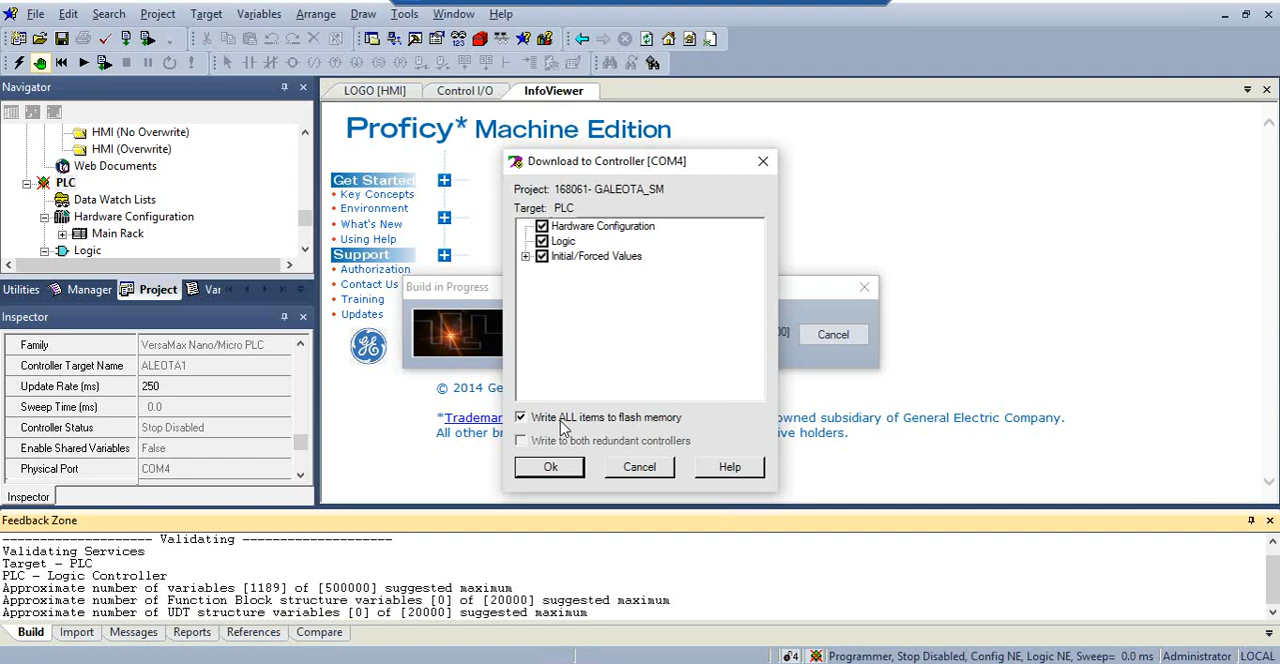 File Edit Search Project Target Variables Arrange Draw Tools Window Help
Navigator
HMI (No Overwrite)
HMI (Overwrite)
Web Documents
PLC
Data Watch Lists
Hardware Configuration
Main Rack
Logic
Utilities Manager Project Var
Inspector
Family VersaMax Nano/Micro PLC
Controller Target Name ALEOTA1
Update Rate (ms) 250
Sweep Time (ms) 0.0
Controller Status Stop Disabled
Enable Shared Variables False
Physical Port COM4
Inspector
LOGO [HMI] Control I/O InfoViewer
Proficy* Machine Edition
Get Started
Key Concepts
Environment
What's New
Using Help
Support
Authorization
Contact Us
Training
Updates
© 2014 Ge
*Tradema owned subsidiary of General Electric Company.
All other br ive holders.
Build in Progress
00]
Cancel
Download to Controller [COM4]
Project: 168061- GALEOTA_SM
Target: PLC
Hardware Configuration
Logic
Initial/Forced Values
Write ALL items to flash memory
Write to both redundant controllers
Ok Cancel Help
Feedback Zone
-------------------- Validating --------------------
Validating Services
Target - PLC
PLC - Logic Controller
Approximate number of variables [1189] of [500000] suggested maximum
Approximate number of Function Block structure variables [0] of [20000] suggested maximum
Approximate number of UDT structure variables [0] of [20000] suggested maximum
Build Import Messages Reports References Compare
4 Programmer, Stop Disabled, Config NE, Logic NE, Sweep= 0.0 ms Administrator LOCAL